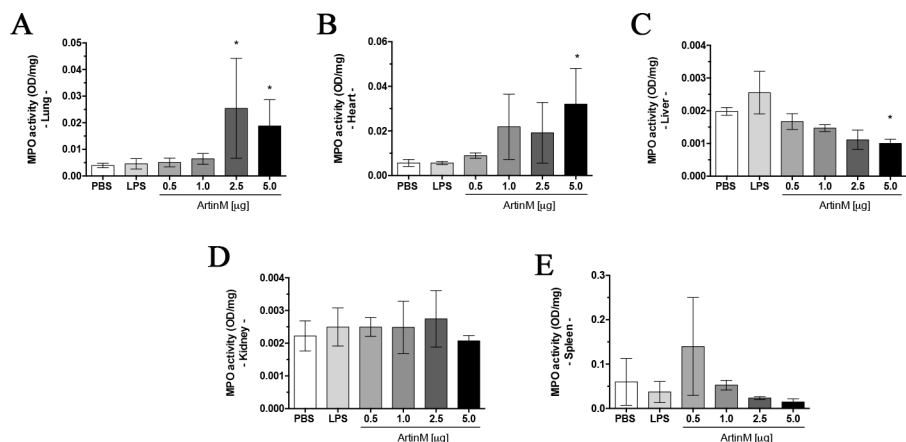 A
MPO activity (OD/mg)
- Lung -
0.05
0.04
0.03
0.02
0.01
0.00
*
*
PBS LPS 0.5 1.0 2.5 5.0
ArtinM [µg]
B
MPO activity (OD/mg)
- Heart -
0.06
0.04
0.02
0.00
*
PBS LPS 0.5 1.0 2.5 5.0
ArtinM [µg]
C
MPO activity (OD/mg)
- Liver -
0.004
0.003
0.002
0.001
0.000
*
PBS LPS 0.5 1.0 2.5 5.0
ArtinM [µg]
D
MPO activity (OD/mg)
- Kidney -
0.004
0.003
0.002
0.001
0.000
PBS LPS 0.5 1.0 2.5 5.0
ArtinM [µg]
E
MPO activity (OD/mg)
- Spleen -
0.3
0.2
0.1
0.0
PBS LPS 0.5 1.0 2.5 5.0
ArtinM [µg]